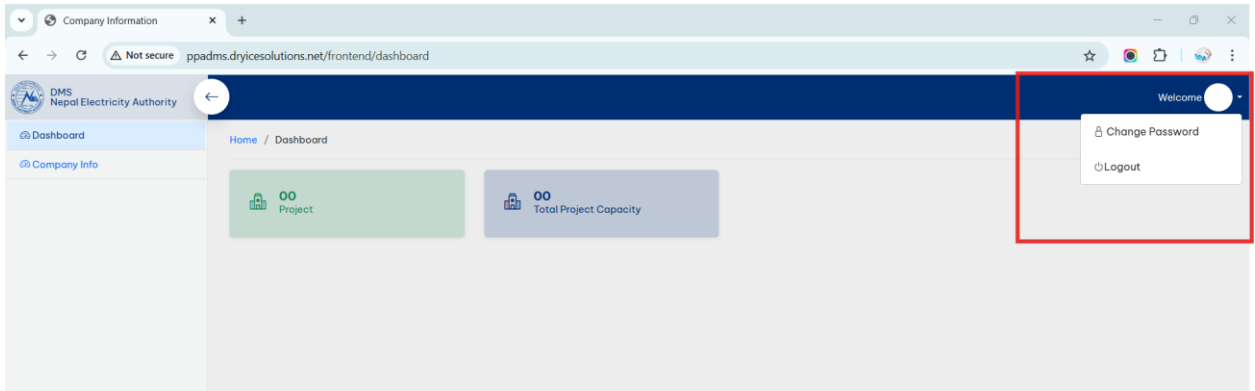 Company Information
Not secure ppadms.dryicesolutions.net/frontend/dashboard
DMS
Nepal Electricity Authority
Welcome
Dashboard
Company Info
Home / Dashboard
Change Password
Logout
00
Project
00
Total Project Capacity